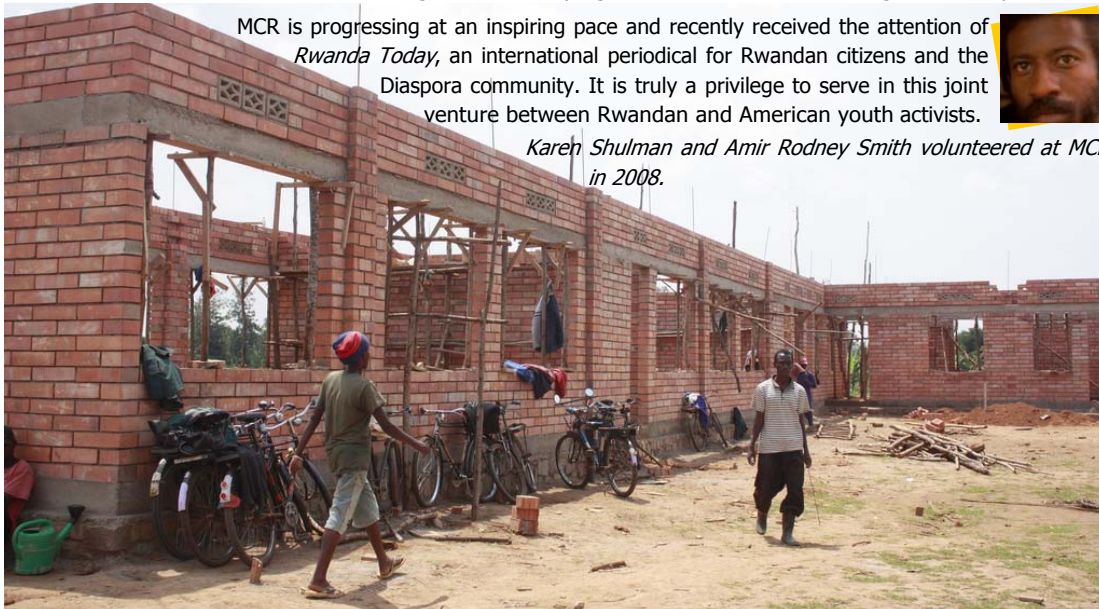 MCR is progressing at an inspiring pace and recently received the attention of
Rwanda Today, an international periodical for Rwandan citizens and the
Diaspora community. It is truly a privilege to serve in this joint
venture between Rwandan and American youth activists.
Karen Shulman and Amir Rodney Smith volunteered at MCR
in 2008.